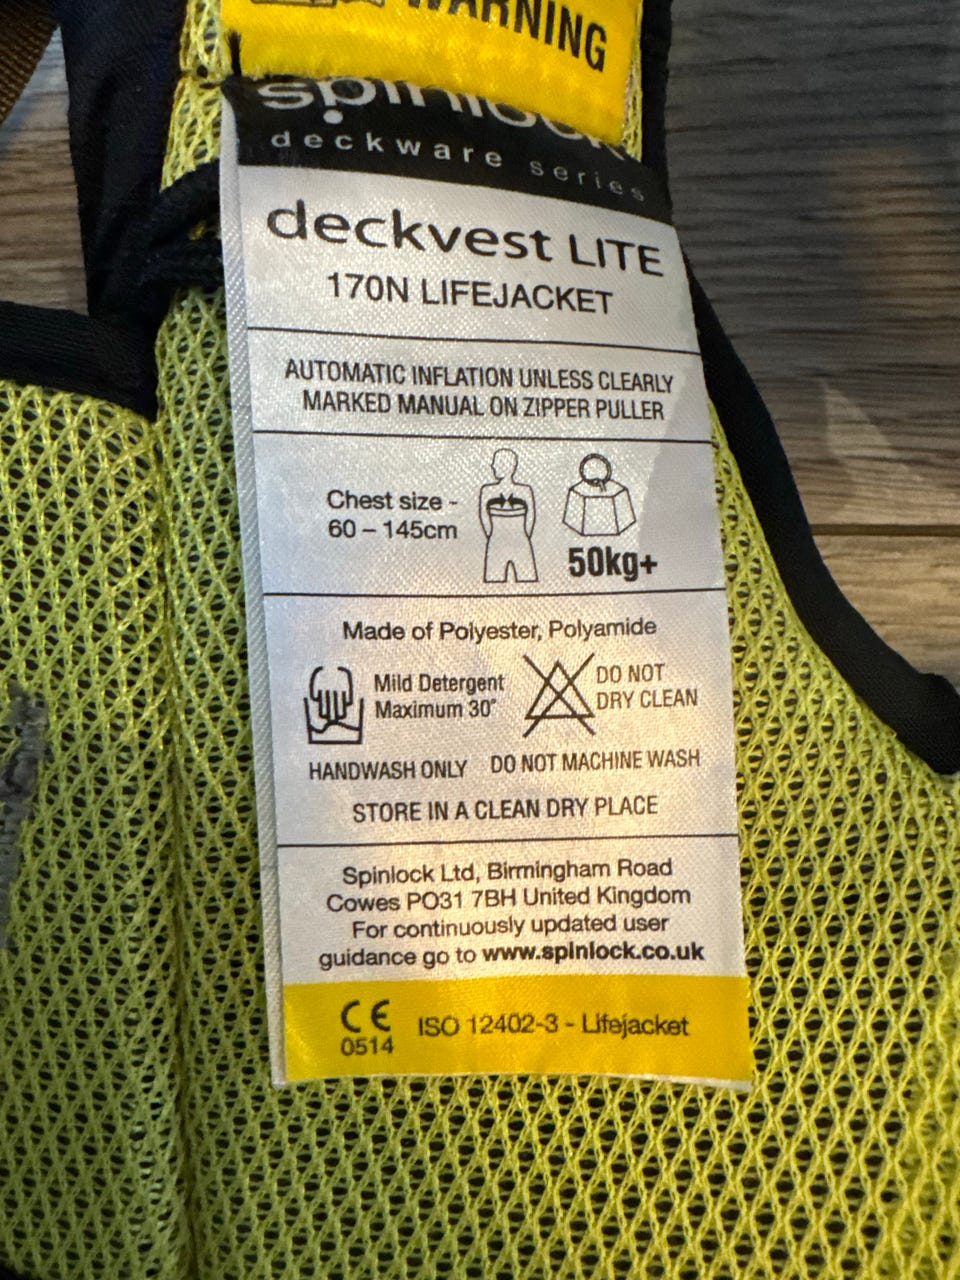 WARNING
spinlock
deckware series
deckvest LITE
170N LIFEJACKET
AUTOMATIC INFLATION UNLESS CLEARLY
MARKED MANUAL ON ZIPPER PULLER
Chest size -
60 – 145cm
50kg+
Made of Polyester, Polyamide
Mild Detergent
Maximum 30°
DO NOT
DRY CLEAN
HANDWASH ONLY DO NOT MACHINE WASH
STORE IN A CLEAN DRY PLACE
Spinlock Ltd, Birmingham Road
Cowes PO31 7BH United Kingdom
For continuously updated user
guidance go to www.spinlock.co.uk
CE
0514
ISO 12402-3 - Lifejacket